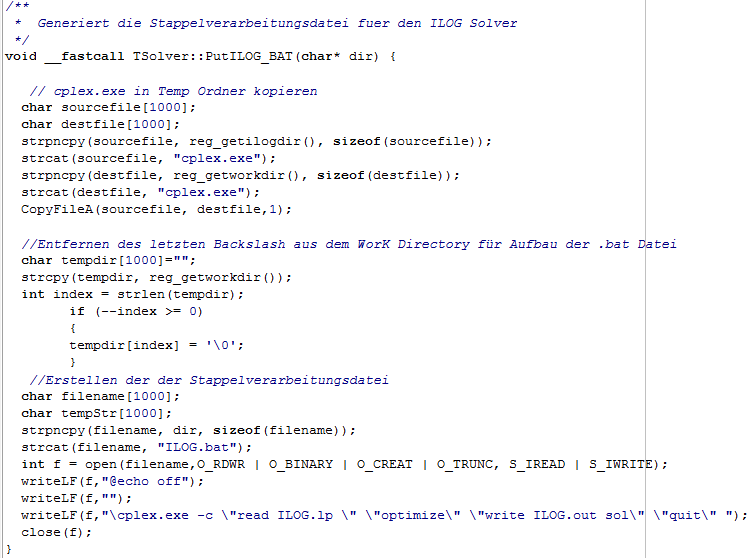 /**
 *  Generiert die Stappelverarbeitungsdatei fuer den ILOG Solver
 */
void __fastcall TSolver::PutILOG_BAT(char* dir) {

   // cplex.exe in Temp Ordner kopieren
  char sourcefile[1000];
  char destfile[1000];
  strpncpy(sourcefile, reg_getilogdir(), sizeof(sourcefile));
  strcat(sourcefile, "cplex.exe");
  strpncpy(destfile, reg_getworkdir(), sizeof(destfile));
  strcat(destfile, "cplex.exe");
  CopyFileA(sourcefile, destfile,1);

  //Entfernen des letzten Backslash aus dem WorK Directory für Aufbau der .bat Datei
  char tempdir[1000]="";
  strcpy(tempdir, reg_getworkdir());
  int index = strlen(tempdir);
        if (--index >= 0)
        {
        tempdir[index] = '\0';
        }
   //Erstellen der der Stappelverarbeitungsdatei
  char filename[1000];
  char tempStr[1000];
  strpncpy(filename, dir, sizeof(filename));
  strcat(filename, "ILOG.bat");
  int f = open(filename,O_RDWR | O_BINARY | O_CREAT | O_TRUNC, S_IREAD | S_IWRITE);
  writeLF(f,"@echo off");
  writeLF(f,"");
  writeLF(f,"\cplex.exe -c \"read ILOG.lp \" \"optimize\" \"write ILOG.out sol\" \"quit\" ");
  close(f);
}